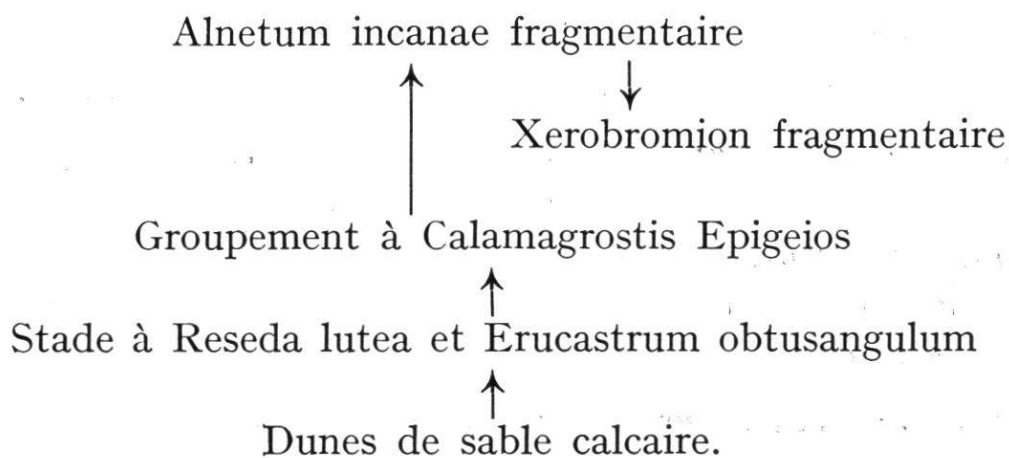 Alnetum incanae fragmentaire
Xerobromion fragmentaire
Groupement à Calamagrostis Epigeios
Stade à Reseda lutea et Erucastrum obtusangulum
Dunes de sable calcaire.